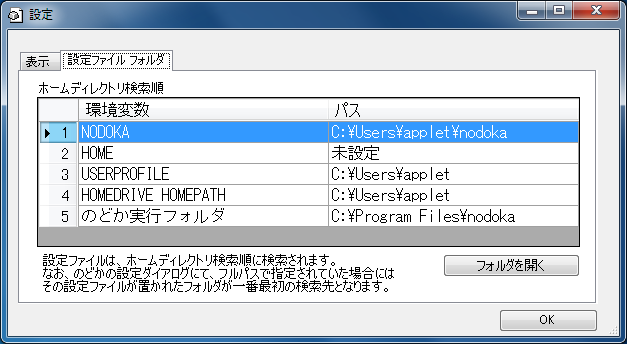 設定
表示 設定ファイル フォルダ
ホームディレクトリ検索順
環境変数 パス
1 NODOKA C:¥Users¥applet¥nodoka
2 HOME 未設定
3 USERPROFILE C:¥Users¥applet
4 HOMEDRIVE HOMEPATH C:¥Users¥applet
5 のどか実行フォルダ C:¥Program Files¥nodoka
設定ファイルは、ホームディレクトリ検索順に検索されます。
なお、のどかの設定ダイアログにて、フルパスで指定されていた場合には
その設定ファイルが置かれたフォルダが一番最初の検索先となります。
フォルダを開く
OK